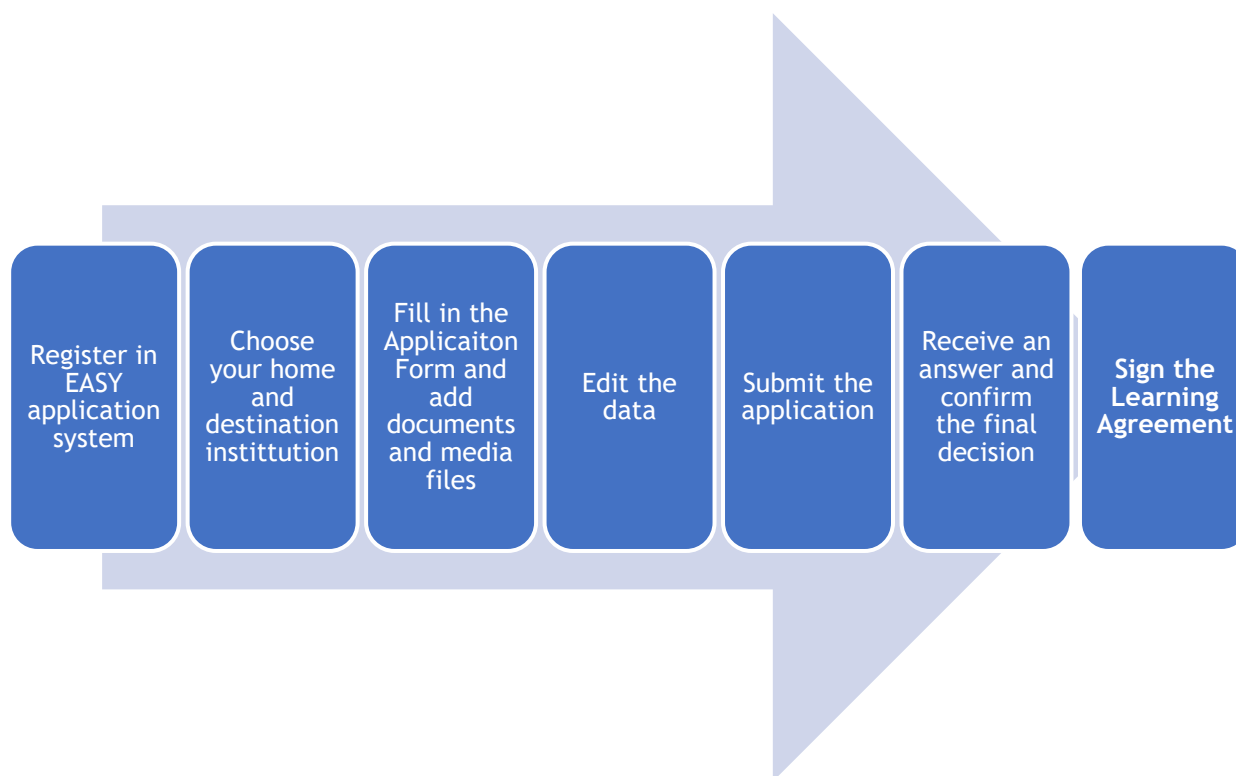 Register in
EASY
application
system
Choose
your home
and
destination
instittution
Fill in the
Applicaiton
Form and
add
documents
and media
files
Edit the
data
Submit the
application
Receive an
answer and
confirm
the final
decision
Sign the
Learning
Agreement